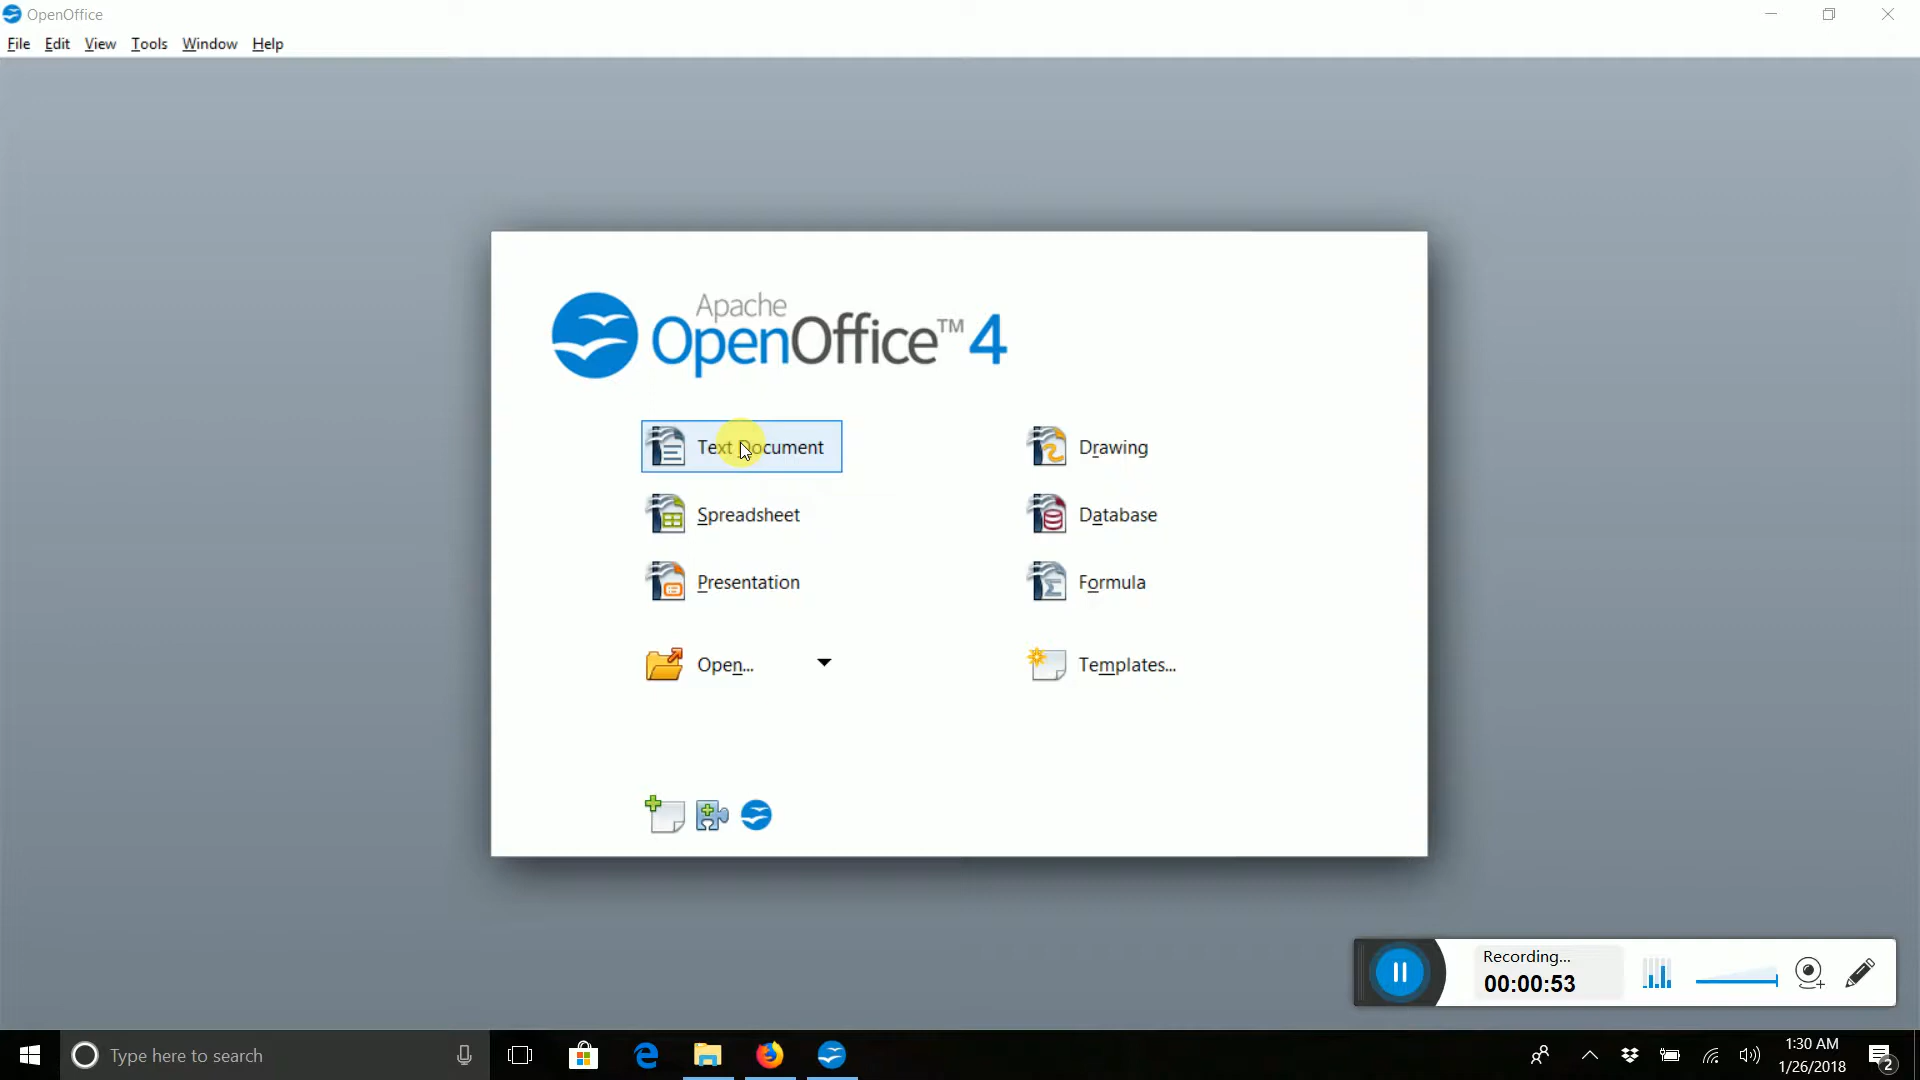 OpenOffice
File Edit View Tools Window Help
Apache
OpenOffice™ 4
Text Document
Drawing
Spreadsheet
Database
Presentation
Formula
Open...
Templates...
Recording...
00:00:53
Type here to search
1:30 AM
1/26/2018
2